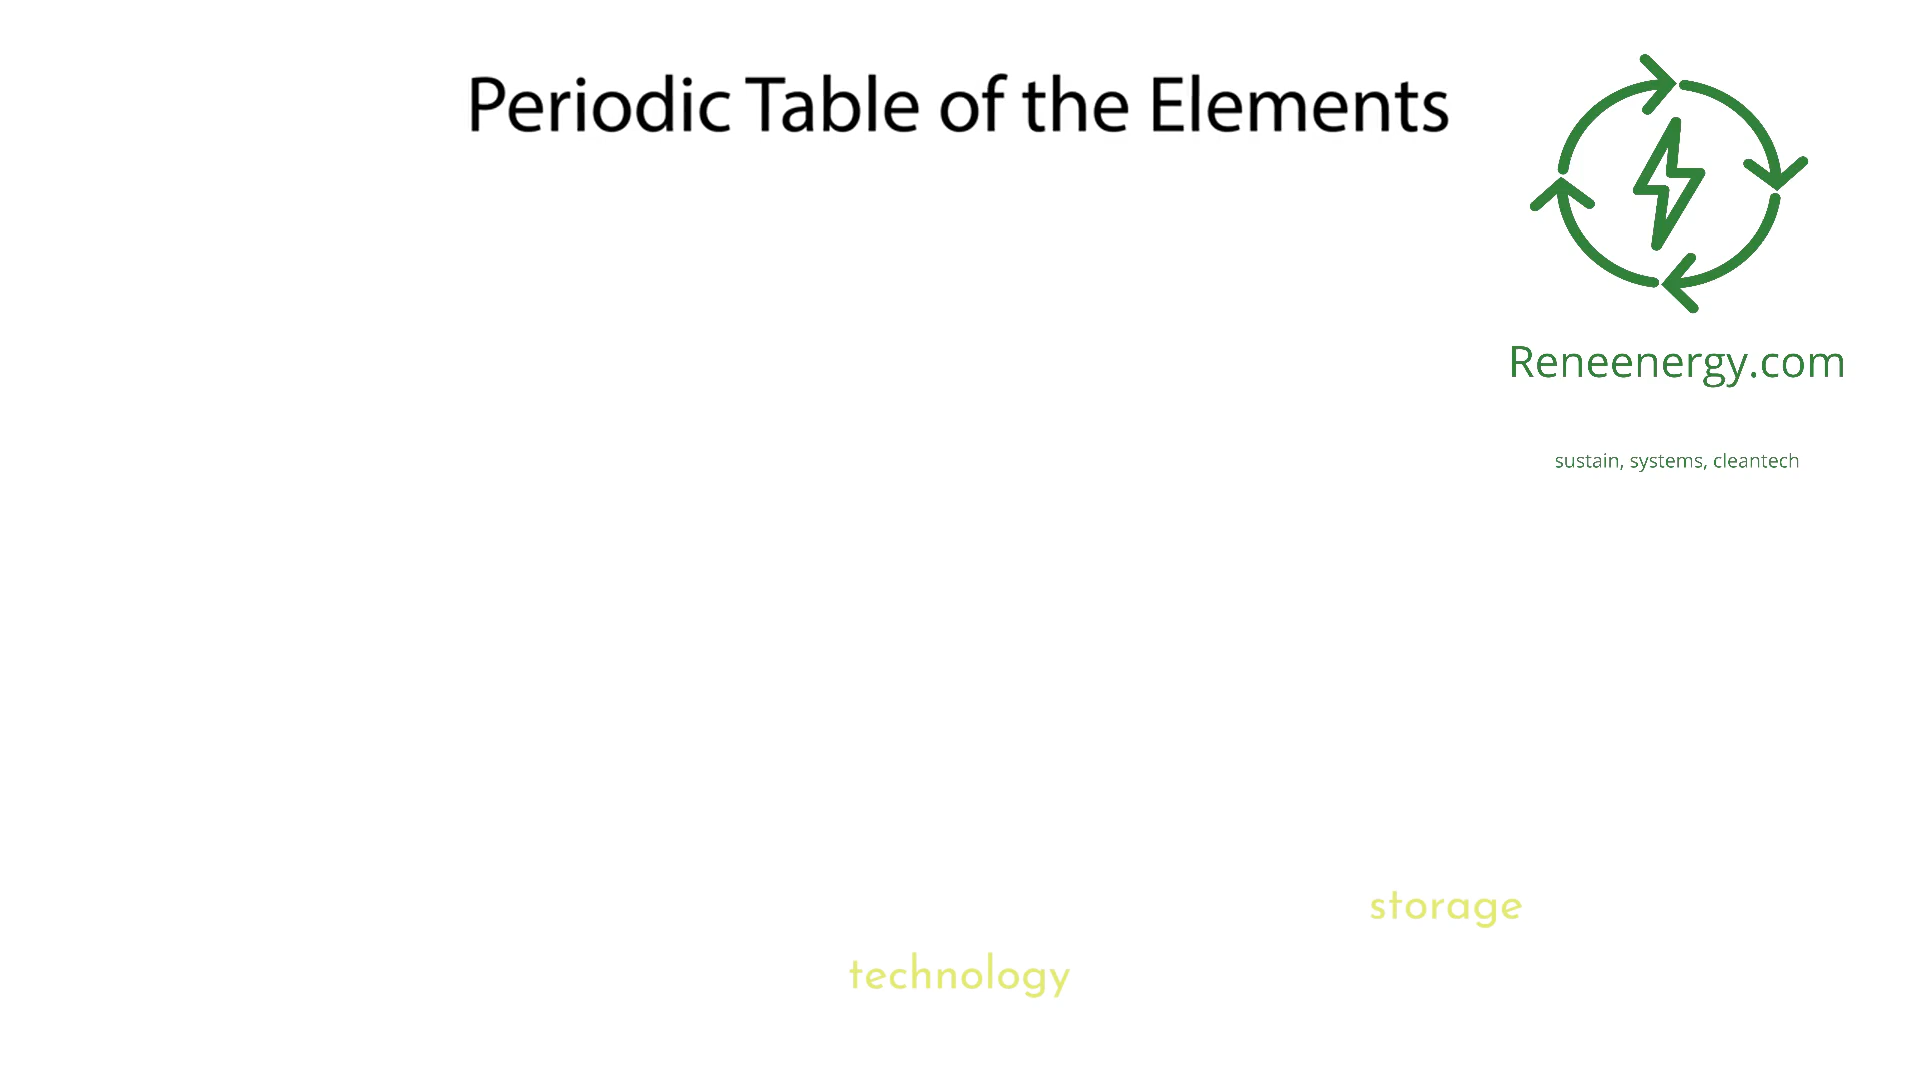 Periodic Table of the Elements
Reneenergy.com
sustain, systems, cleantech
storage
technology